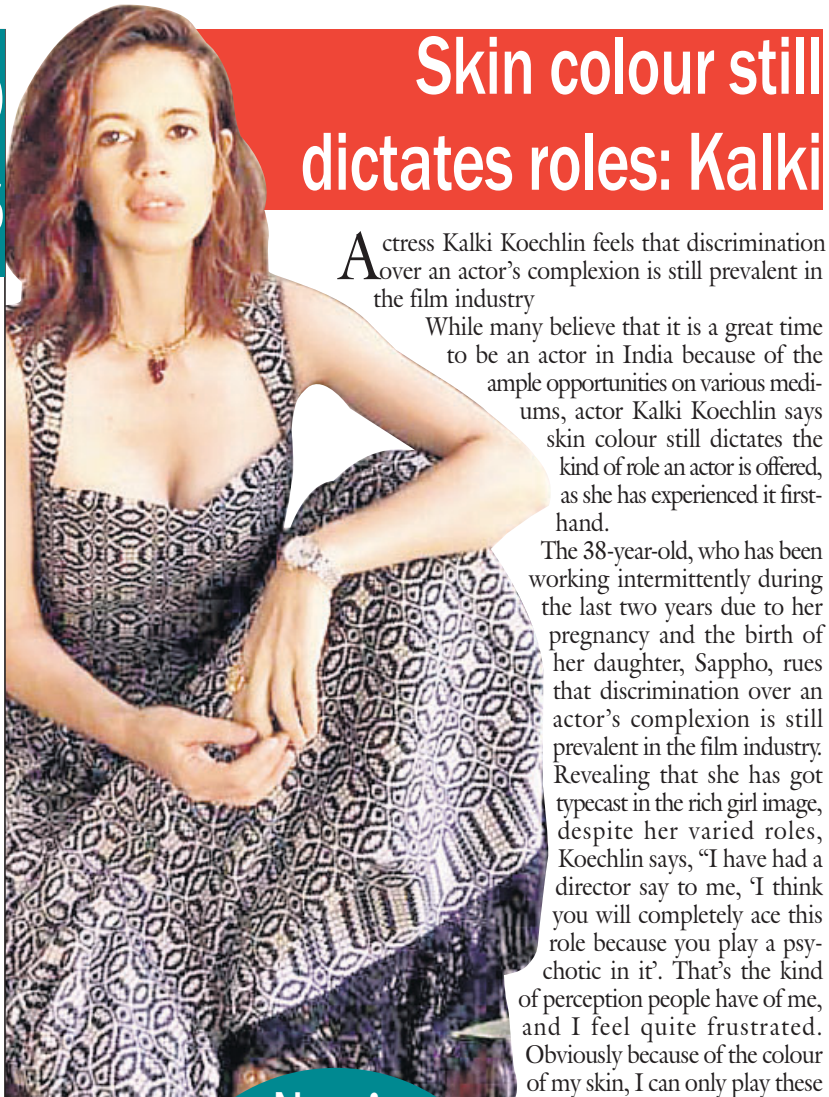 Skin colour still
dictates roles: Kalki
Actress Kalki Koechlin feels that discrimination
over an actor’s complexion is still prevalent in
the film industry
While many believe that it is a great time
to be an actor in India because of the
ample opportunities on various medi-
ums, actor Kalki Koechlin says
skin colour still dictates the
kind of role an actor is offered,
as she has experienced it first-
hand.
The 38-year-old, who has been
working intermittently during
the last two years due to her
pregnancy and the birth of
her daughter, Sappho, rues
that discrimination over an
actor’s complexion is still
prevalent in the film industry.
Revealing that she has got
typecast in the rich girl image,
despite her varied roles,
Koechlin says, “I have had a
director say to me, ‘I think
you will completely ace this
role because you play a psy-
chotic in it’. That’s the kind
of perception people have of me,
and I feel quite frustrated.
Obviously because of the colour
of my skin, I can only play these